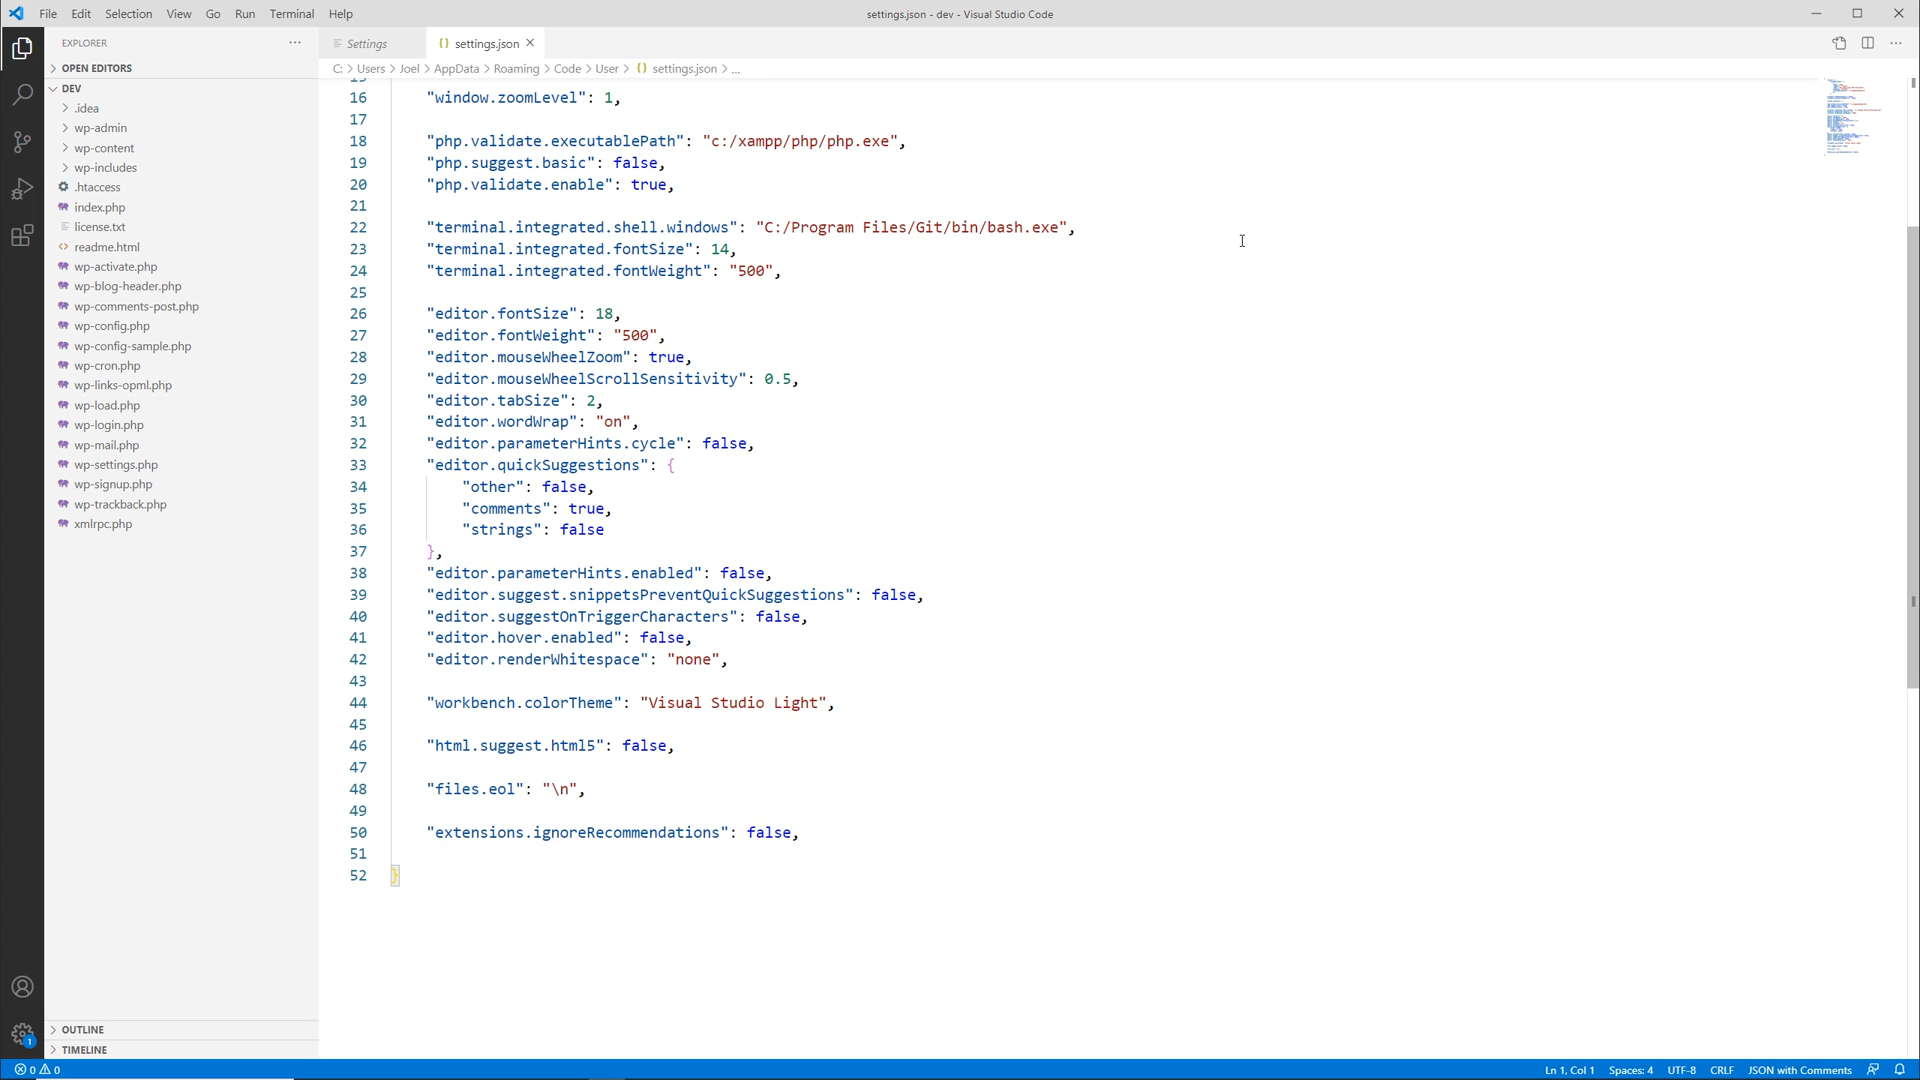 File Edit Selection View Go Run Terminal Help
settings.json - dev - Visual Studio Code
EXPLORER
OPEN EDITORS
DEV
.idea
wp-admin
wp-content
wp-includes
.htaccess
index.php
license.txt
readme.html
wp-activate.php
wp-blog-header.php
wp-comments-post.php
wp-config.php
wp-config-sample.php
wp-cron.php
wp-links-opml.php
wp-load.php
wp-login.php
wp-mail.php
wp-settings.php
wp-signup.php
wp-trackback.php
xmlrpc.php
OUTLINE
TIMELINE
Settings
{} settings.json
C: > Users > Joel > AppData > Roaming > Code > User > {} settings.json > ...
16 "window.zoomLevel": 1,
17
18 "php.validate.executablePath": "c:/xampp/php/php.exe",
19 "php.suggest.basic": false,
20 "php.validate.enable": true,
21
22 "terminal.integrated.shell.windows": "C:/Program Files/Git/bin/bash.exe",
23 "terminal.integrated.fontSize": 14,
24 "terminal.integrated.fontWeight": "500",
25
26 "editor.fontSize": 18,
27 "editor.fontWeight": "500",
28 "editor.mouseWheelZoom": true,
29 "editor.mouseWheelScrollSensitivity": 0.5,
30 "editor.tabSize": 2,
31 "editor.wordWrap": "on",
32 "editor.parameterHints.cycle": false,
33 "editor.quickSuggestions": {
34 "other": false,
35 "comments": true,
36 "strings": false
37 },
38 "editor.parameterHints.enabled": false,
39 "editor.suggest.snippetsPreventQuickSuggestions": false,
40 "editor.suggestOnTriggerCharacters": false,
41 "editor.hover.enabled": false,
42 "editor.renderWhitespace": "none",
43
44 "workbench.colorTheme": "Visual Studio Light",
45
46 "html.suggest.html5": false,
47
48 "files.eol": "\n",
49
50 "extensions.ignoreRecommendations": false,
51
52 }
1
0 0
Ln 1, Col 1 Spaces: 4 UTF-8 CRLF JSON with Comments